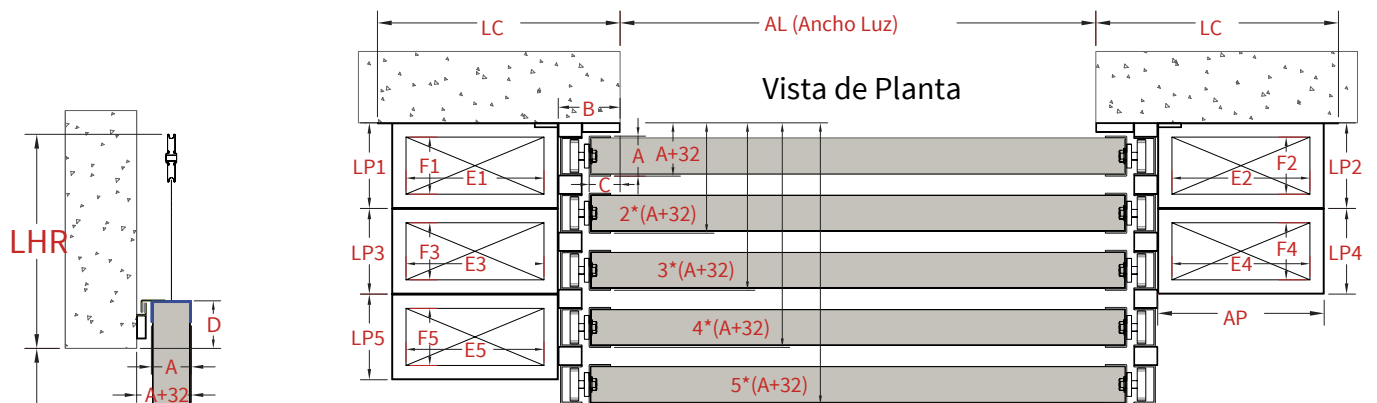 LC
AL (Ancho Luz)
LC
Vista de Planta
B
LP1
F1
E1
A
A+32
C
F2
E2
LP2
LHR
2*(A+32)
LP3
F3
E3
3*(A+32)
F4
E4
LP4
D
4*(A+32)
AP
LP5
F5
E5
A
A+32
5*(A+32)